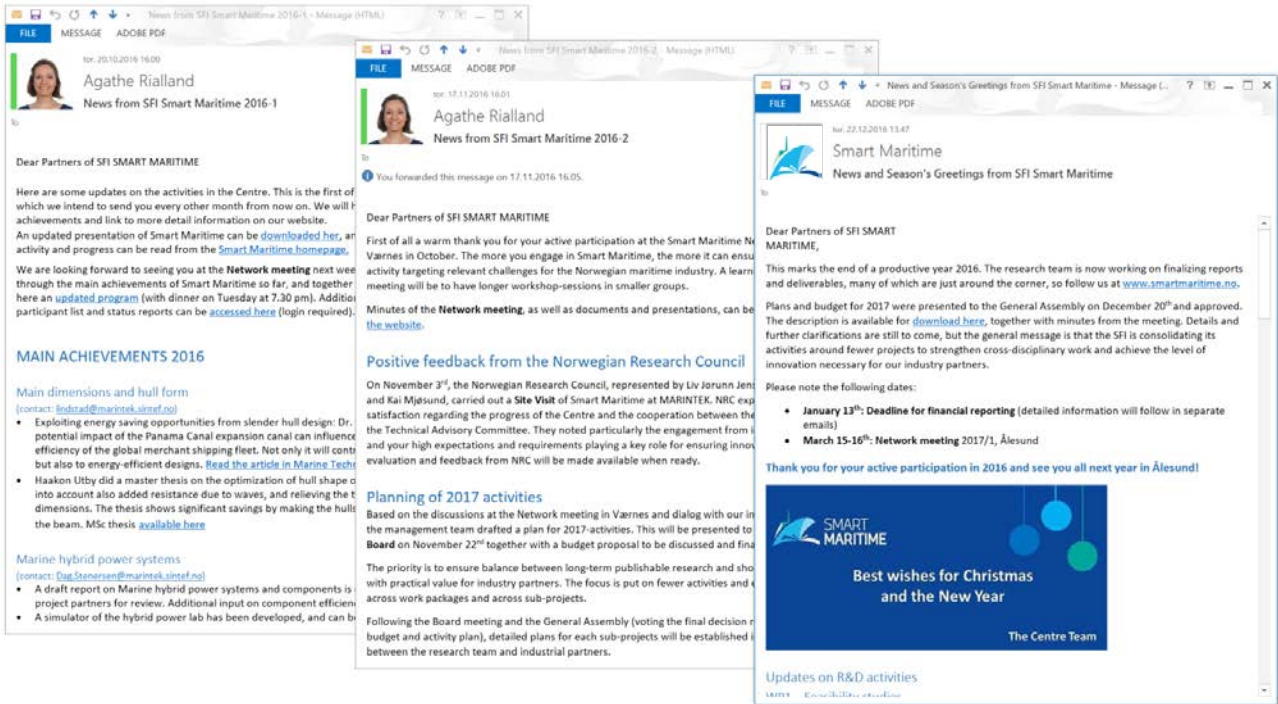 News from SFI Smart Maritime 2016-1 - Message (HTML)
FILE MESSAGE ADOBE PDF
tor. 20.10.2016 16.00
Agathe Rialland
News from SFI Smart Maritime 2016-1
To
Dear Partners of SFI SMART MARITIME
Here are some updates on the activities in the Centre. This is the first of
which we intend to send you every other month from now on. We will h
achievements and link to more detail information on our website.
An updated presentation of Smart Maritime can be downloaded her, an
activity and progress can be read from the Smart Maritime homepage.
We are looking forward to seeing you at the Network meeting next wee
through the main achievements of Smart Maritime so far, and together
here an updated program (with dinner on Tuesday at 7.30 pm). Additio
participant list and status reports can be accessed here (login required).
MAIN ACHIEVEMENTS 2016
Main dimensions and hull form
(contact: lindstad@marintek.sintef.no)
• Exploiting energy saving opportunities from slender hull design: Dr.
potential impact of the Panama Canal expansion canal can influence
efficiency of the global merchant shipping fleet. Not only it will contr
but also to energy-efficient designs. Read the article in Marine Techn
• Haakon Utby did a master thesis on the optimization of hull shape o
into account also added resistance due to waves, and relieving the t
dimensions. The thesis shows significant savings by making the hulls
the beam. MSc thesis available here
Marine hybrid power systems
(contact: Dag.Stenersen@marintek.sintef.no)
• A draft report on Marine hybrid power systems and components is
project partners for review. Additional input on component efficien
• A simulator of the hybrid power lab has been developed, and can b
News from SFI Smart Maritime 2016-2 - Message (HTML)
FILE MESSAGE ADOBE PDF
tor. 17.11.2016 16.01
Agathe Rialland
News from SFI Smart Maritime 2016-2
To
You forwarded this message on 17.11.2016 16.05.
Dear Partners of SFI SMART MARITIME
First of all a warm thank you for your active participation at the Smart Maritime Ne
Værnes in October. The more you engage in Smart Maritime, the more it can ensu
activity targeting relevant challenges for the Norwegian maritime industry. A learn
meeting will be to have longer workshop-sessions in smaller groups.
Minutes of the Network meeting, as well as documents and presentations, can be
the website.
Positive feedback from the Norwegian Research Council
On November 3rd, the Norwegian Research Council, represented by Liv Jorunn Jens
and Kai Mjøsund, carried out a Site Visit of Smart Maritime at MARINTEK. NRC exp
satisfaction regarding the progress of the Centre and the cooperation between the
the Technical Advisory Committee. They noted particularly the engagement from i
and your high expectations and requirements playing a key role for ensuring innov
evaluation and feedback from NRC will be made available when ready.
Planning of 2017 activities
Based on the discussions at the Network meeting in Værnes and dialog with our in
the management team drafted a plan for 2017-activities. This will be presented to
Board on November 22nd together with a budget proposal to be discussed and fina
The priority is to ensure balance between long-term publishable research and sho
with practical value for industry partners. The focus is put on fewer activities and
across work packages and across sub-projects.
Following the Board meeting and the General Assembly (voting the final decision r
budget and activity plan), detailed plans for each sub-projects will be established i
between the research team and industrial partners.
News and Season's Greetings from SFI Smart Maritime - Message (...
FILE MESSAGE ADOBE PDF
tor. 22.12.2016 13.47
Smart Maritime
News and Season's Greetings from SFI Smart Maritime
To
Dear Partners of SFI SMART
MARITIME,
This marks the end of a productive year 2016. The research team is now working on finalizing reports
and deliverables, many of which are just around the corner, so follow us at www.smartmaritime.no.
Plans and budget for 2017 were presented to the General Assembly on December 20th and approved.
The description is available for download here, together with minutes from the meeting. Details and
further clarifications are still to come, but the general message is that the SFI is consolidating its
activities around fewer projects to strengthen cross-disciplinary work and achieve the level of
innovation necessary for our industry partners.
Please note the following dates:
• January 13th: Deadline for financial reporting (detailed information will follow in separate
emails)
• March 15-16th: Network meeting 2017/1, Ålesund
Thank you for your active participation in 2016 and see you all next year in Ålesund!
SMART
MARITIME
Best wishes for Christmas
and the New Year
The Centre Team
Updates on R&D activities
WP1 - Feasibility studies